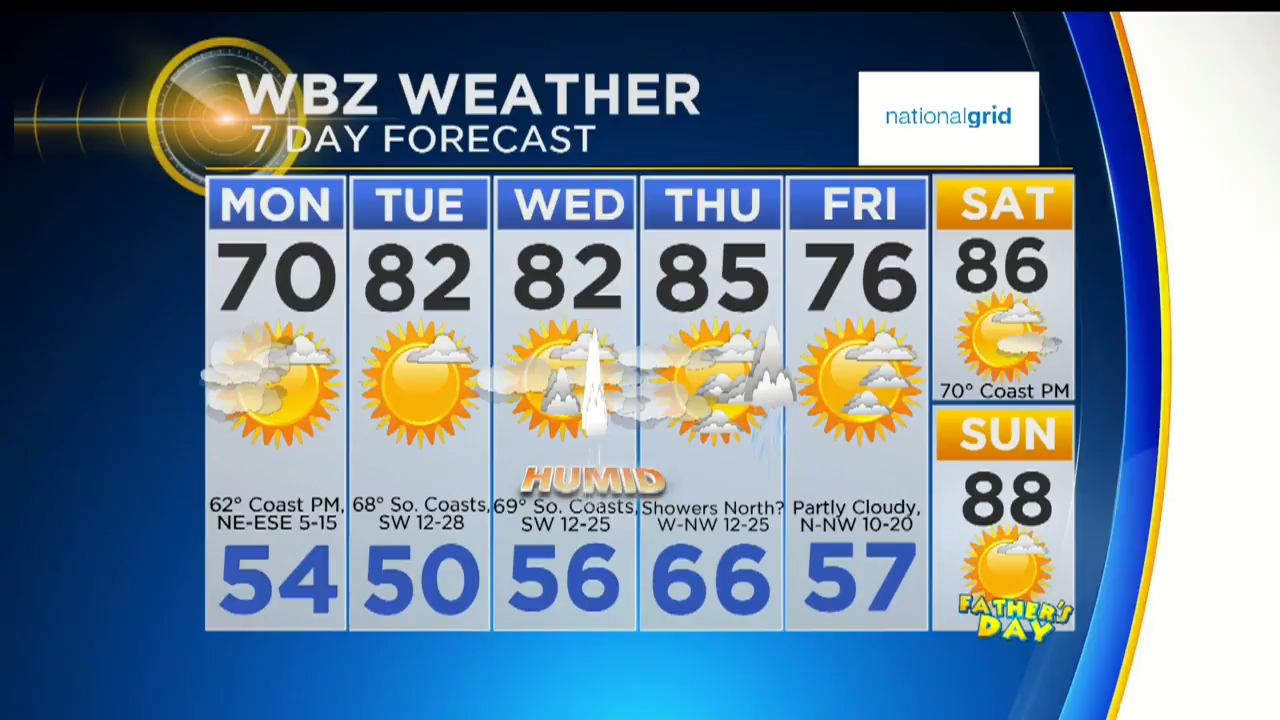 WBZ WEATHER
7 DAY FORECAST
nationalgrid
MON
70
62° Coast PM,
NE-ESE 5-15
54
TUE
82
68° So. Coasts,
SW 12-28
50
WED
82
HUMID
69° So. Coasts,
SW 12-25
56
THU
85
Showers North?
W-NW 12-25
66
FRI
76
Partly Cloudy,
N-NW 10-20
57
SAT
86
70° Coast PM
SUN
88
FATHER'S
DAY